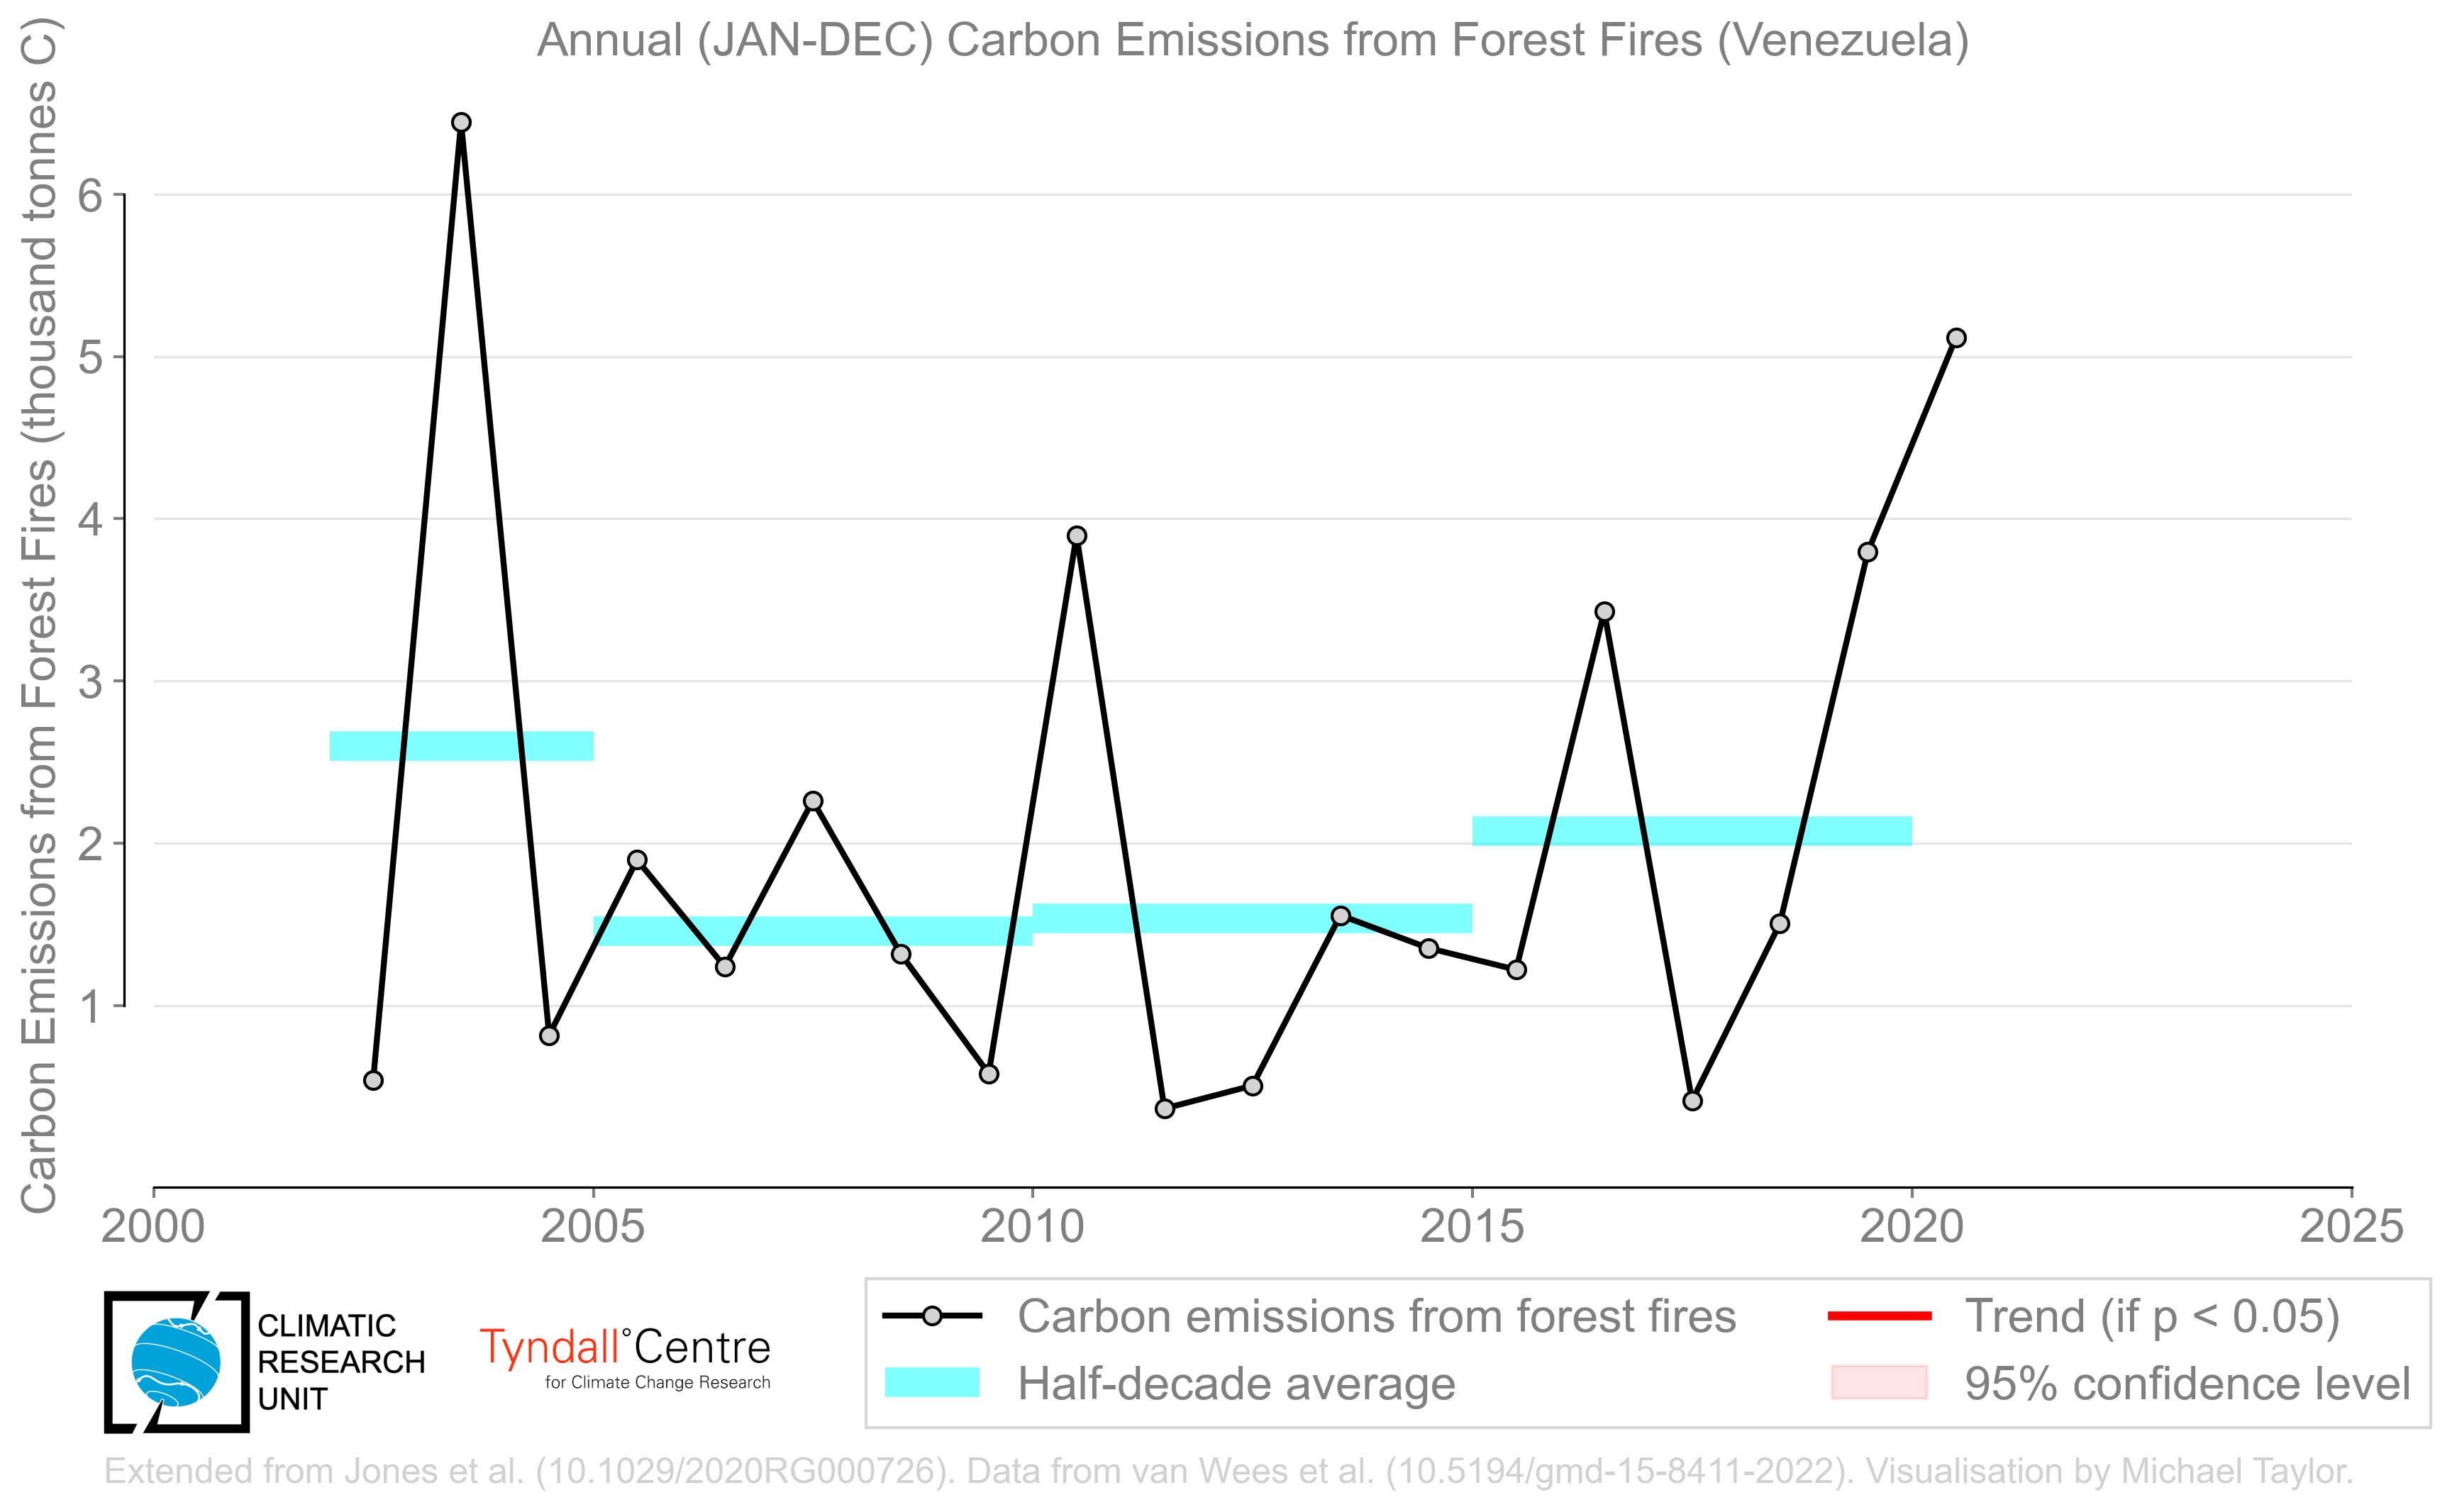 Annual (JAN-DEC) Carbon Emissions from Forest Fires (Venezuela)
Carbon Emissions from Forest Fires (thousand tonnes C)
6
5
4
3
2
1
2000
2005
2010
2015
2020
2025
CLIMATIC
RESEARCH
UNIT
Tyndall°Centre
for Climate Change Research
Carbon emissions from forest fires
Half-decade average
Trend (if p < 0.05)
95% confidence level
Extended from Jones et al. (10.1029/2020RG000726). Data from van Wees et al. (10.5194/gmd-15-8411-2022). Visualisation by Michael Taylor.